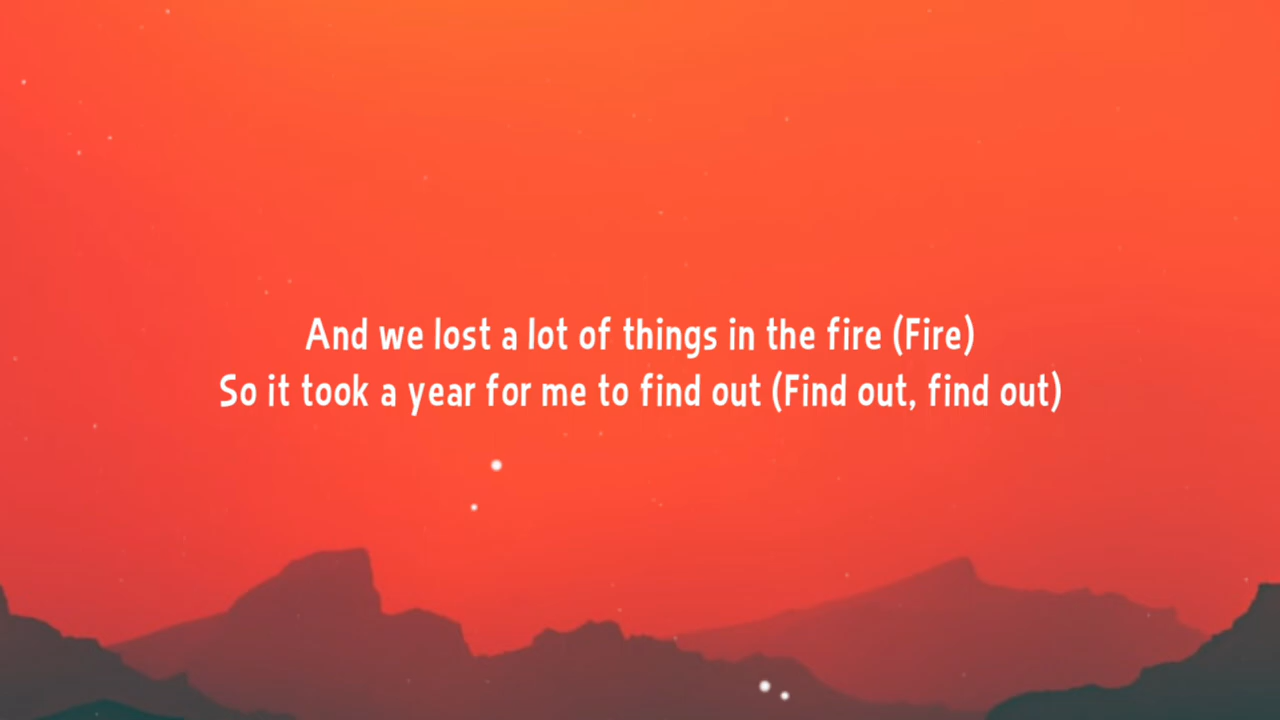 And we lost a lot of things in the fire (Fire)
So it took a year for me to find out (Find out, find out)